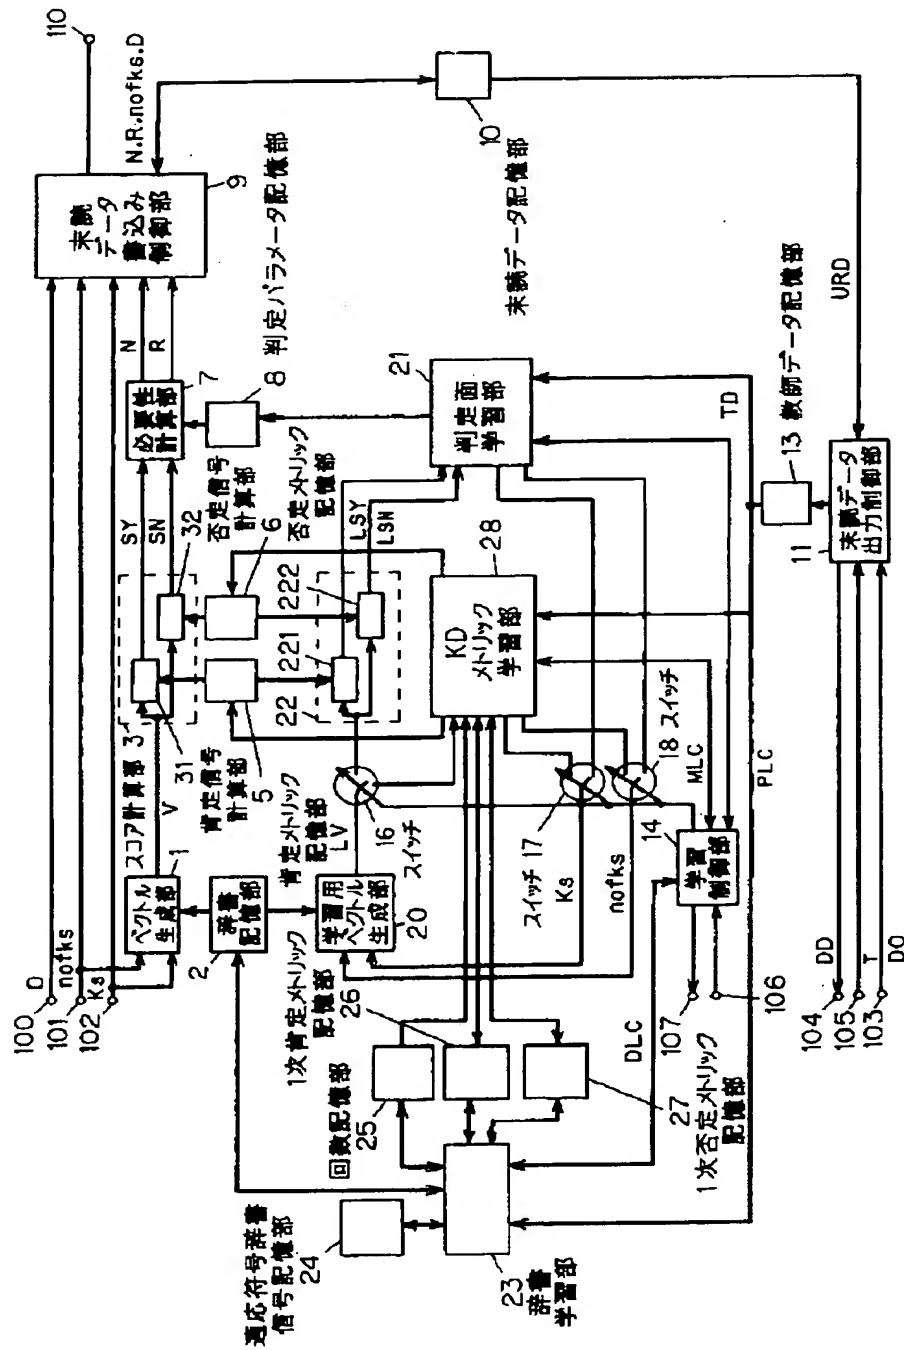 100
D
101
nofks
102
Ks
ベクトル
生成部
1
V
スコア計算部 3
31
32
SY
SN
必要性
計算部
7
N
R
未読
データ
書込み
制御部
9
110
N.R.nofks.D
辞書
記憶部
2
肯定信号
計算部
5
否定信号
計算部
6
8 判定パラメータ記憶部
10
未読データ記憶部
適応符号辞書
信号記憶部
24
回数記憶部
25
1次肯定メトリック
記憶部
26
学習用
ベクトル
生成部
20
肯定メトリック
記憶部
LV
16
スイッチ
22
221
222
否定メトリック
記憶部
LSY
LSN
KD
メトリック
学習部
28
判定面
学習部
21
23
辞書
学習部
27
1次否定メトリック
記憶部
スイッチ 17
Ks
nofks
18 スイッチ
DLC
107
106
14
学習
制御部
MLC
PLC
TD
13 教師データ記憶部
URD
104
105
103
DD
T
DO
11
未読データ
出力制御部